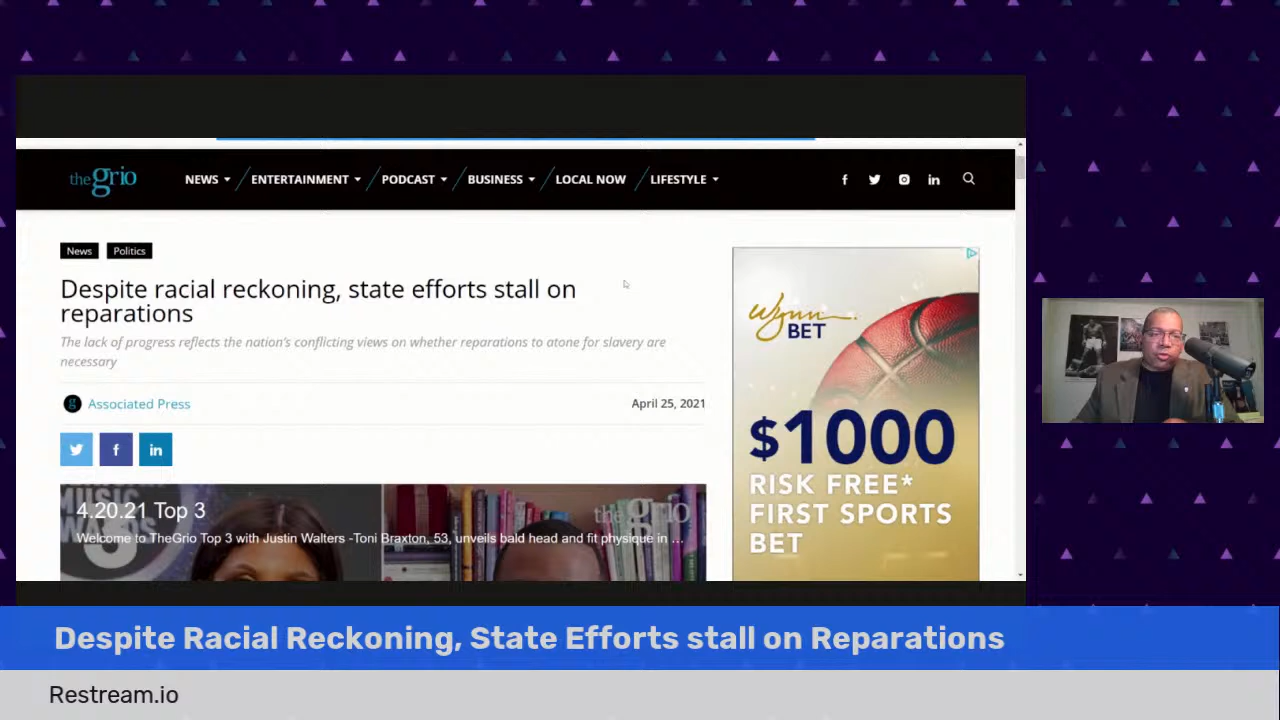 the grio
NEWS
ENTERTAINMENT
PODCAST
BUSINESS
LOCAL NOW
LIFESTYLE
News
Politics
Despite racial reckoning, state efforts stall on
reparations
The lack of progress reflects the nation's conflicting views on whether reparations to atone for slavery are
necessary
g
Associated Press
April 25, 2021
4.20.21 Top 3
the grio
Welcome to TheGrio Top 3 with Justin Walters -Toni Braxton, 53, unveils bald head and fit physique in ...
Wynn
BET
$1000
RISK FREE*
FIRST SPORTS
BET
Despite Racial Reckoning, State Efforts stall on Reparations
Restream.io